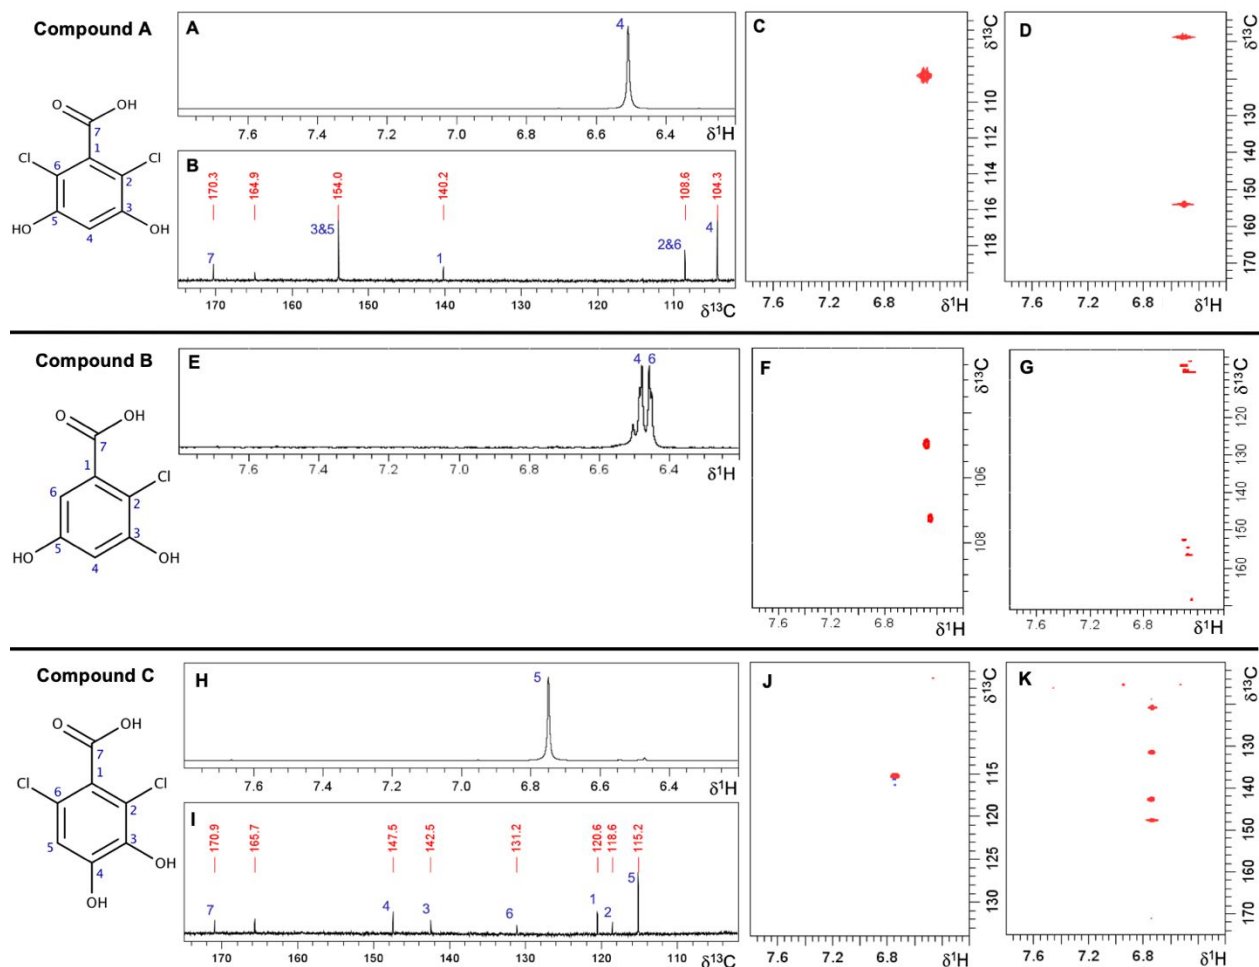 Compound A
O
OH
7
1
Cl
Cl
6
2
5
3
HO
OH
4
A
4
7.6
7.4
7.2
7.0
6.8
6.6
6.4
δ¹H
B
170.3
164.9
154.0
140.2
108.6
104.3
7
3&5
1
2&6
4
170
160
150
140
130
120
110
δ¹³C
C
δ¹³C
110
112
114
116
118
7.6
7.2
6.8
δ¹H
D
δ¹³C
130
140
150
160
170
7.6
7.2
6.8
δ¹H
Compound B
O
OH
7
1
Cl
6
2
5
3
HO
OH
4
E
4 6
7.6
7.4
7.2
7.0
6.8
6.6
6.4
δ¹H
F
δ¹³C
106
108
7.6
7.2
6.8
δ¹H
G
δ¹³C
120
130
140
150
160
7.6
7.2
6.8
δ¹H
Compound C
O
OH
7
1
Cl
Cl
6
2
5
3
4
OH
OH
H
5
7.6
7.4
7.2
7.0
6.8
6.6
6.4
δ¹H
I
170.9
165.7
147.5
142.5
131.2
120.6
118.6
115.2
7
4
3
6
1
2
5
170
160
150
140
130
120
110
δ¹³C
J
δ¹³C
115
120
125
130
7.6
7.2
6.8
δ¹H
K
δ¹³C
130
140
150
160
170
7.6
7.2
6.8
δ¹H